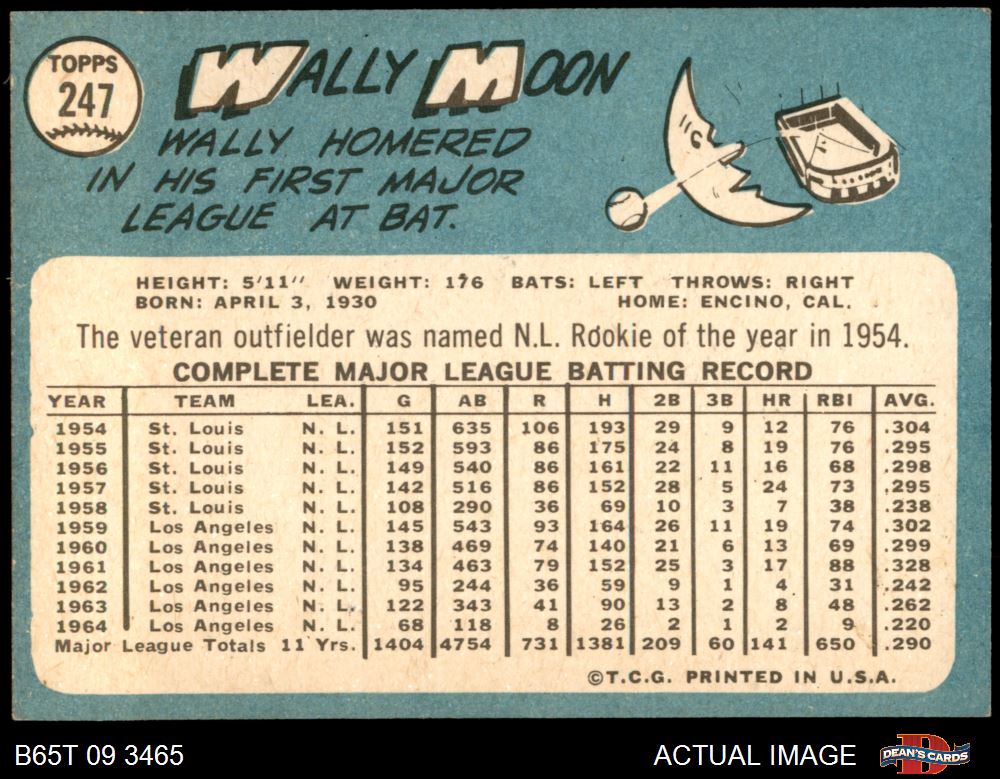 TOPPS
247
WALLY MOON
WALLY HOMERED
IN HIS FIRST MAJOR
LEAGUE AT BAT.
HEIGHT: 5'11" WEIGHT: 176 BATS: LEFT THROWS: RIGHT
BORN: APRIL 3, 1930 HOME: ENCINO, CAL.
The veteran outfielder was named N.L. Rookie of the year in 1954.
COMPLETE MAJOR LEAGUE BATTING RECORD
YEAR TEAM LEA. G AB R H 2B 3B HR RBI AVG.
1954 St. Louis N. L. 151 635 106 193 29 9 12 76 .304
1955 St. Louis N. L. 152 593 86 175 24 8 19 76 .295
1956 St. Louis N. L. 149 540 86 161 22 11 16 68 .298
1957 St. Louis N. L. 142 516 86 152 28 5 24 73 .295
1958 St. Louis N. L. 108 290 36 69 10 3 7 38 .238
1959 Los Angeles N. L. 145 543 93 164 26 11 19 74 .302
1960 Los Angeles N. L. 138 469 74 140 21 6 13 69 .299
1961 Los Angeles N. L. 134 463 79 152 25 3 17 88 .328
1962 Los Angeles N. L. 95 244 36 59 9 1 4 31 .242
1963 Los Angeles N. L. 122 343 41 90 13 2 8 48 .262
1964 Los Angeles N. L. 68 118 8 26 2 1 2 9 .220
Major League Totals 11 Yrs. 1404 4754 731 1381 209 60 141 650 .290
©T.C.G. PRINTED IN U.S.A.
B65T 09 3465 ACTUAL IMAGE
D
DEAN'S CARDS